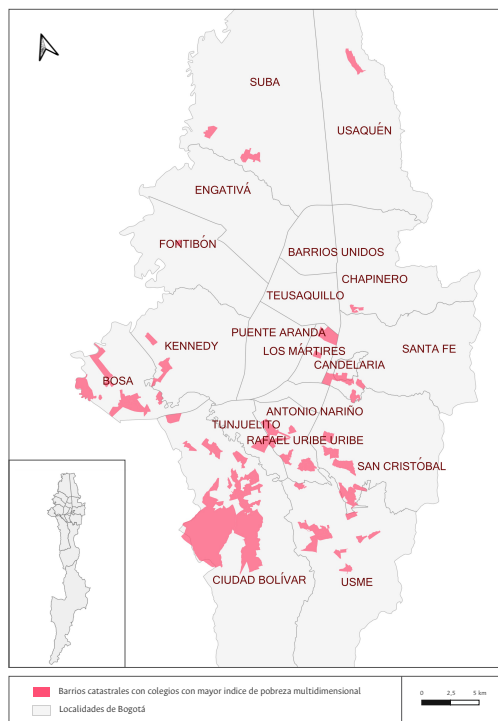 SUBA
USAQUÉN
ENGATIVÁ
FONTIBÓN
BARRIOS UNIDOS
CHAPINERO
TEUSAQUILLO
PUENTE ARANDA
KENNEDY
LOS MÁRTIRES
SANTA FE
CANDELARIA
BOSA
ANTONIO NARIÑO
TUNJUELITO
RAFAEL URIBE URIBE
SAN CRISTÓBAL
CIUDAD BOLÍVAR
USME
Barrios catastrales con colegios con mayor indice de pobreza multidimensional
Localidades de Bogotá
0 2,5 5 km